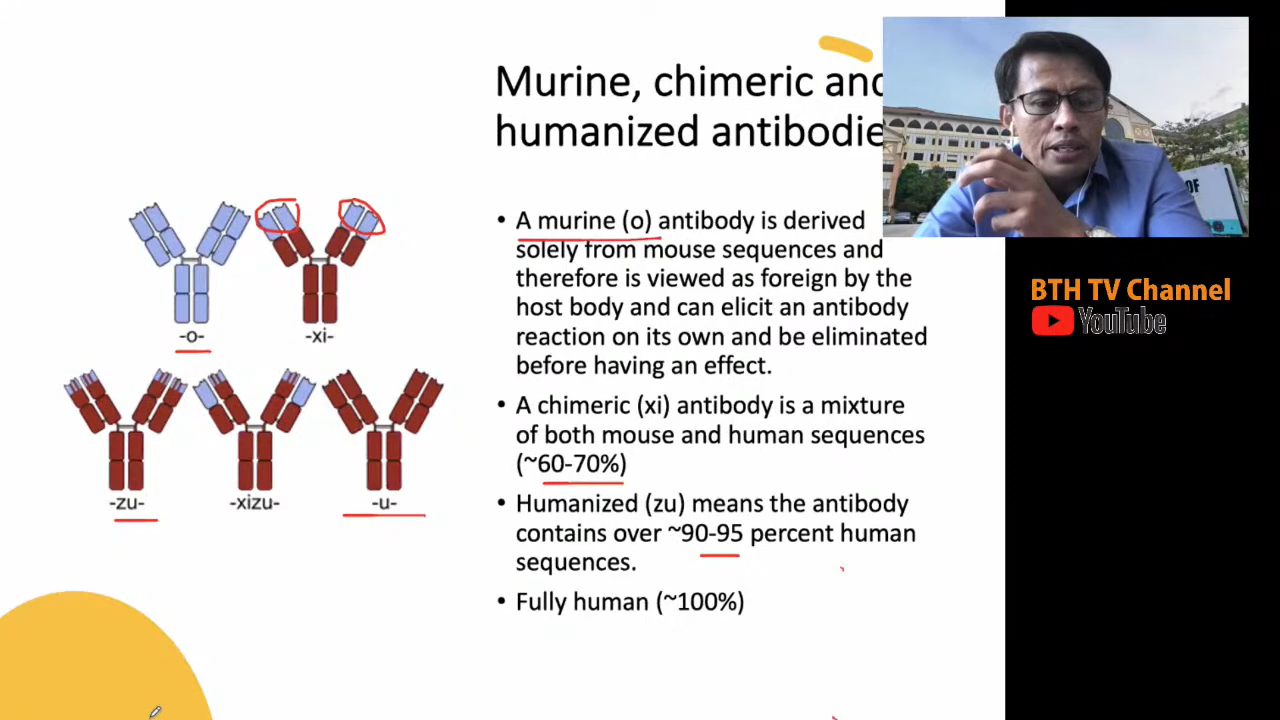 Murine, chimeric and
humanized antibodie
-o-
-xi-
-zu-
-xizu-
-u-
• A murine (o) antibody is derived
solely from mouse sequences and
therefore is viewed as foreign by the
host body and can elicit an antibody
reaction on its own and be eliminated
before having an effect.
• A chimeric (xi) antibody is a mixture
of both mouse and human sequences
(~60-70%)
• Humanized (zu) means the antibody
contains over ~90-95 percent human
sequences.
• Fully human (~100%)
OF
BTH TV Channel
YouTube